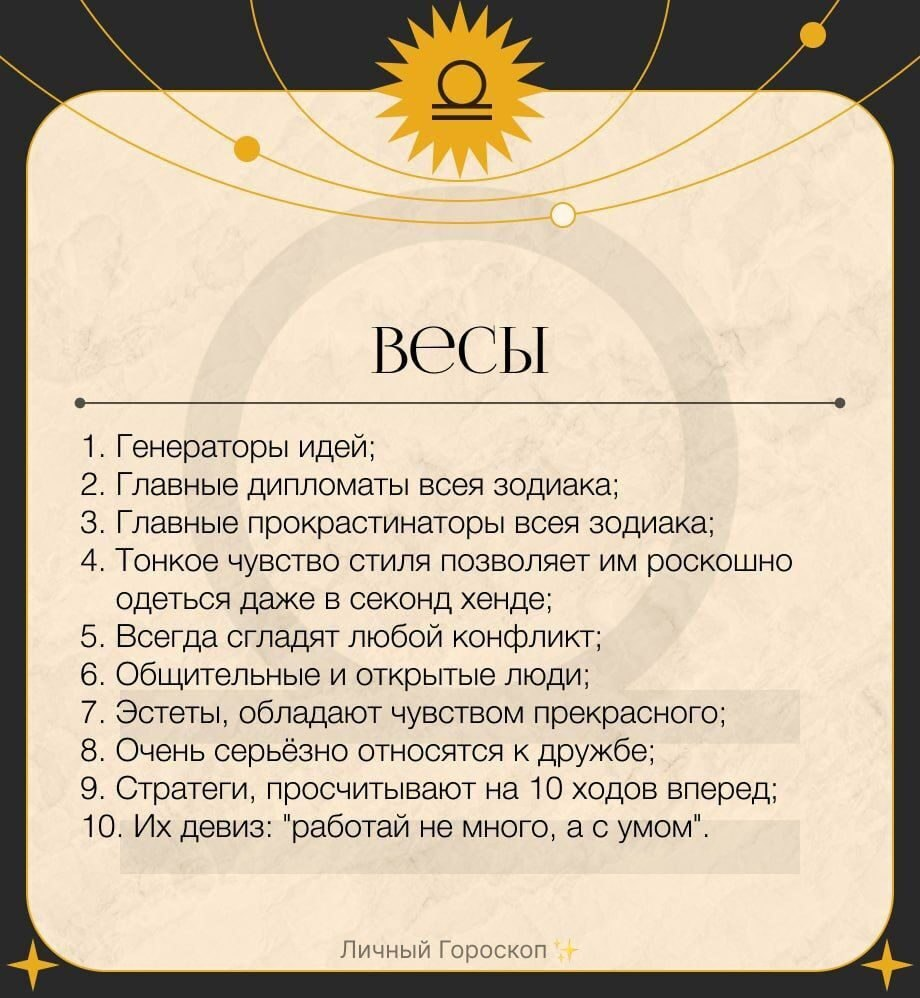 весы
1. Генераторы идей;
2. Главные дипломаты всея зодиака;
3. Главные прокрастинаторы всея зодиака;
4. Тонкое чувство стиля позволяет им роскошно
одеться даже в секонд хенде;
5. Всегда сгладят любой конфликт;
6. Общительные и открытые люди;
7. Эстеты, обладают чувством прекрасного;
8. Очень серьёзно относятся к дружбе;
9. Стратеги, просчитывают на 10 ходов вперед;
10. Их девиз: "работай не много, а с умом".
Личный Гороскоп ✨